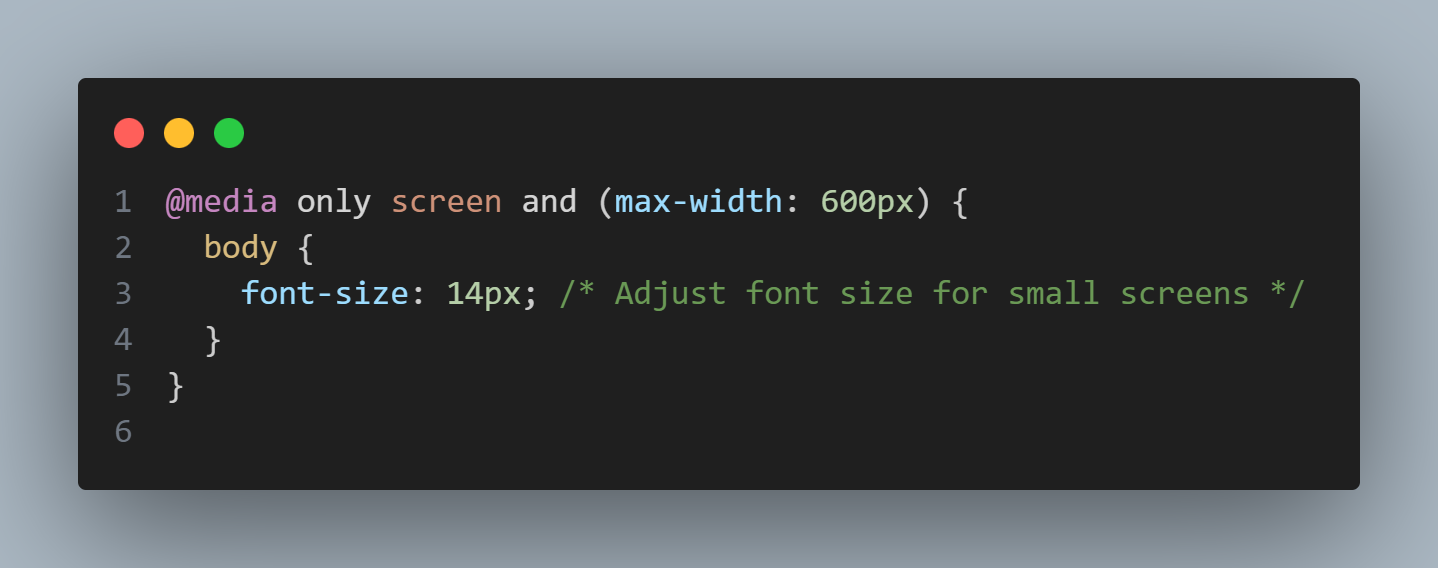 1 @media only screen and (max-width: 600px) {
2   body {
3     font-size: 14px; /* Adjust font size for small screens */
4   }
5 }
6